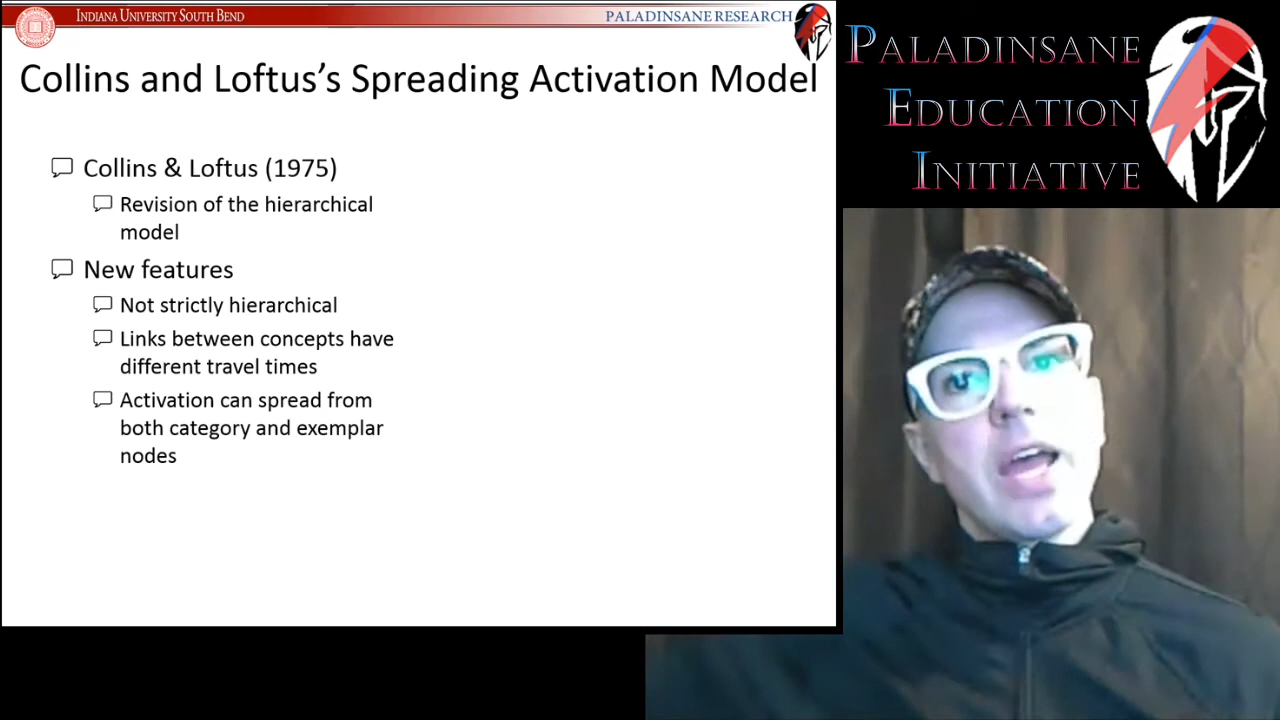 INDIANA UNIVERSITY SOUTH BEND
PALADINSANE RESEARCH
Collins and Loftus's Spreading Activation Model
Collins & Loftus (1975)
Revision of the hierarchical
model
New features
Not strictly hierarchical
Links between concepts have
different travel times
Activation can spread from
both category and exemplar
nodes
PALADINSANE
EDUCATION
INITIATIVE